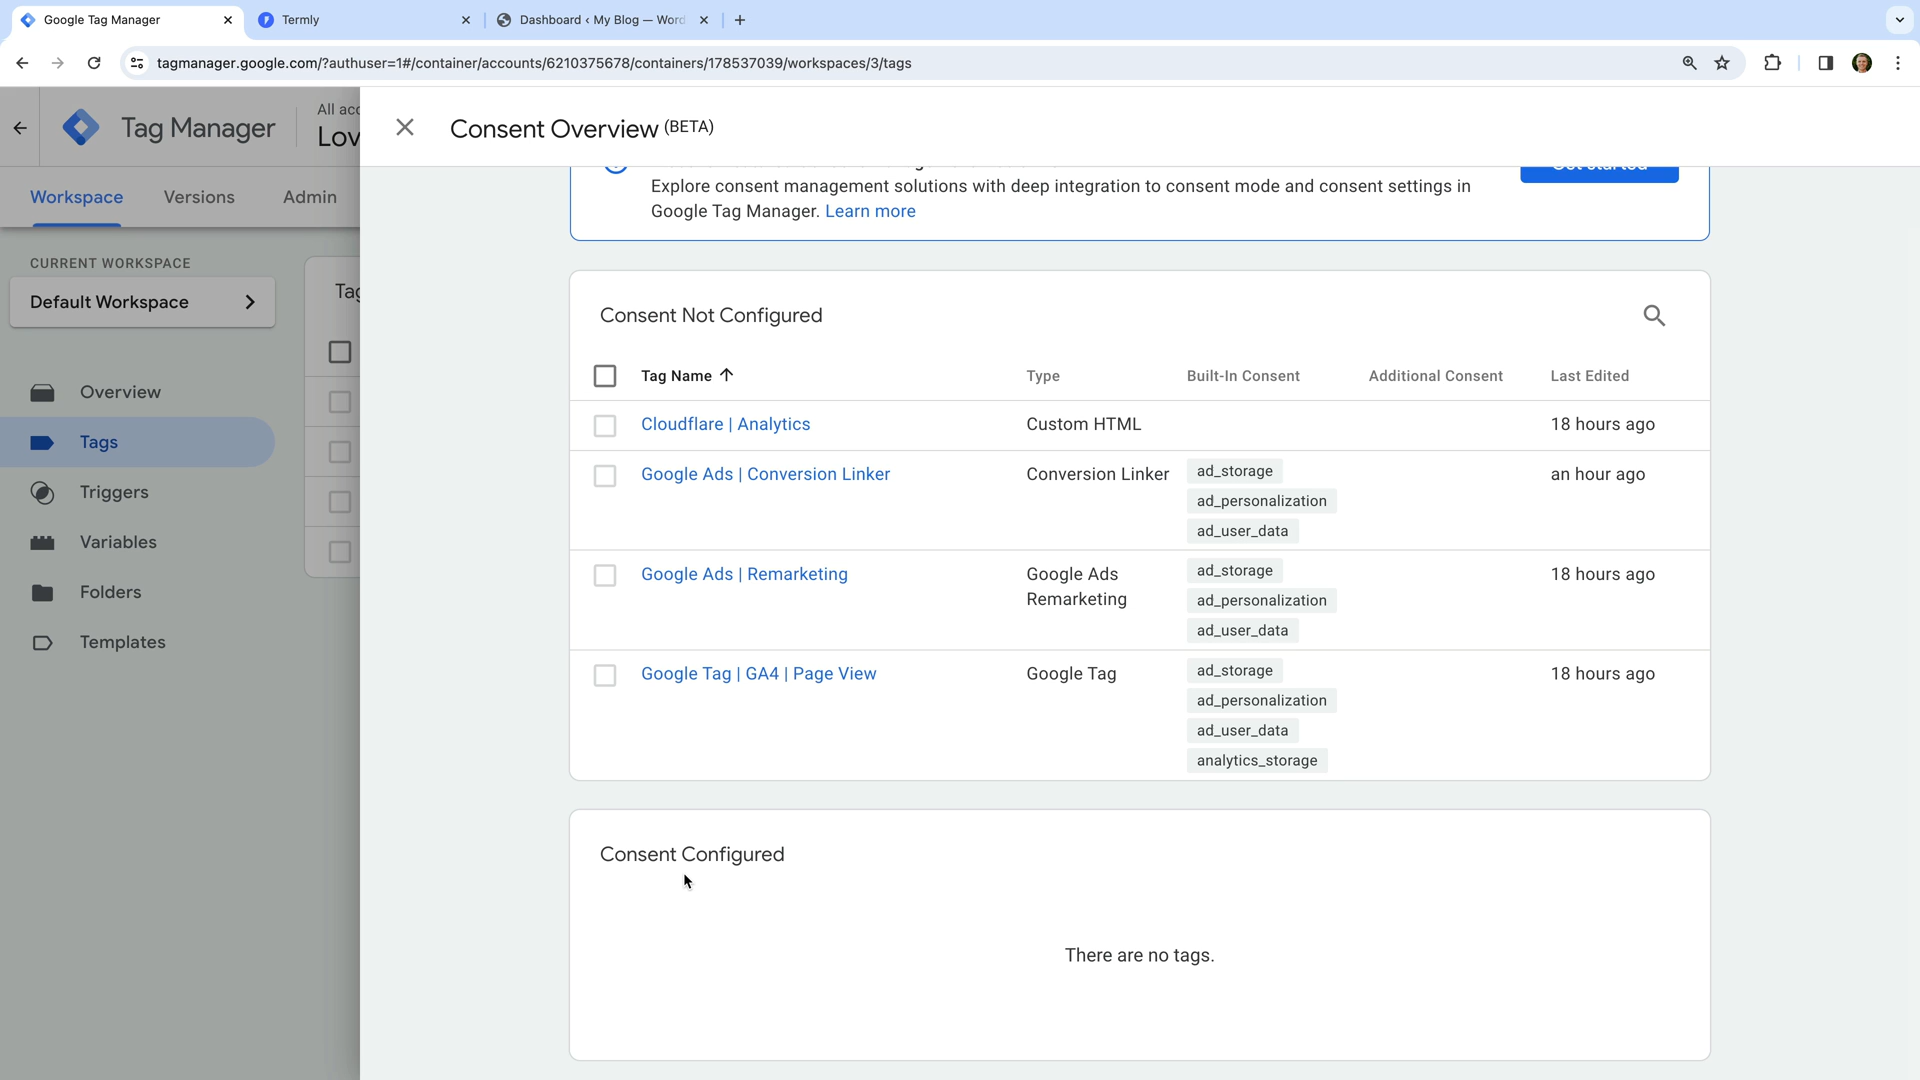 Google Tag Manager
Termly
Dashboard ‹ My Blog — Word
tagmanager.google.com/?authuser=1#/container/accounts/6210375678/containers/178537039/workspaces/3/tags
Tag Manager
All acc
Lov
Consent Overview (BETA)
Workspace
Versions
Admin
Explore consent management solutions with deep integration to consent mode and consent settings in
Google Tag Manager. Learn more
Get started
CURRENT WORKSPACE
Default Workspace
Overview
Tags
Triggers
Variables
Folders
Templates
Tag
Consent Not Configured
Tag Name Type Built-In Consent Additional Consent Last Edited
Cloudflare | Analytics Custom HTML 18 hours ago
Google Ads | Conversion Linker Conversion Linker ad_storage an hour ago
ad_personalization
ad_user_data
Google Ads | Remarketing Google Ads ad_storage 18 hours ago
Remarketing ad_personalization
ad_user_data
Google Tag | GA4 | Page View Google Tag ad_storage 18 hours ago
ad_personalization
ad_user_data
analytics_storage
Consent Configured
There are no tags.